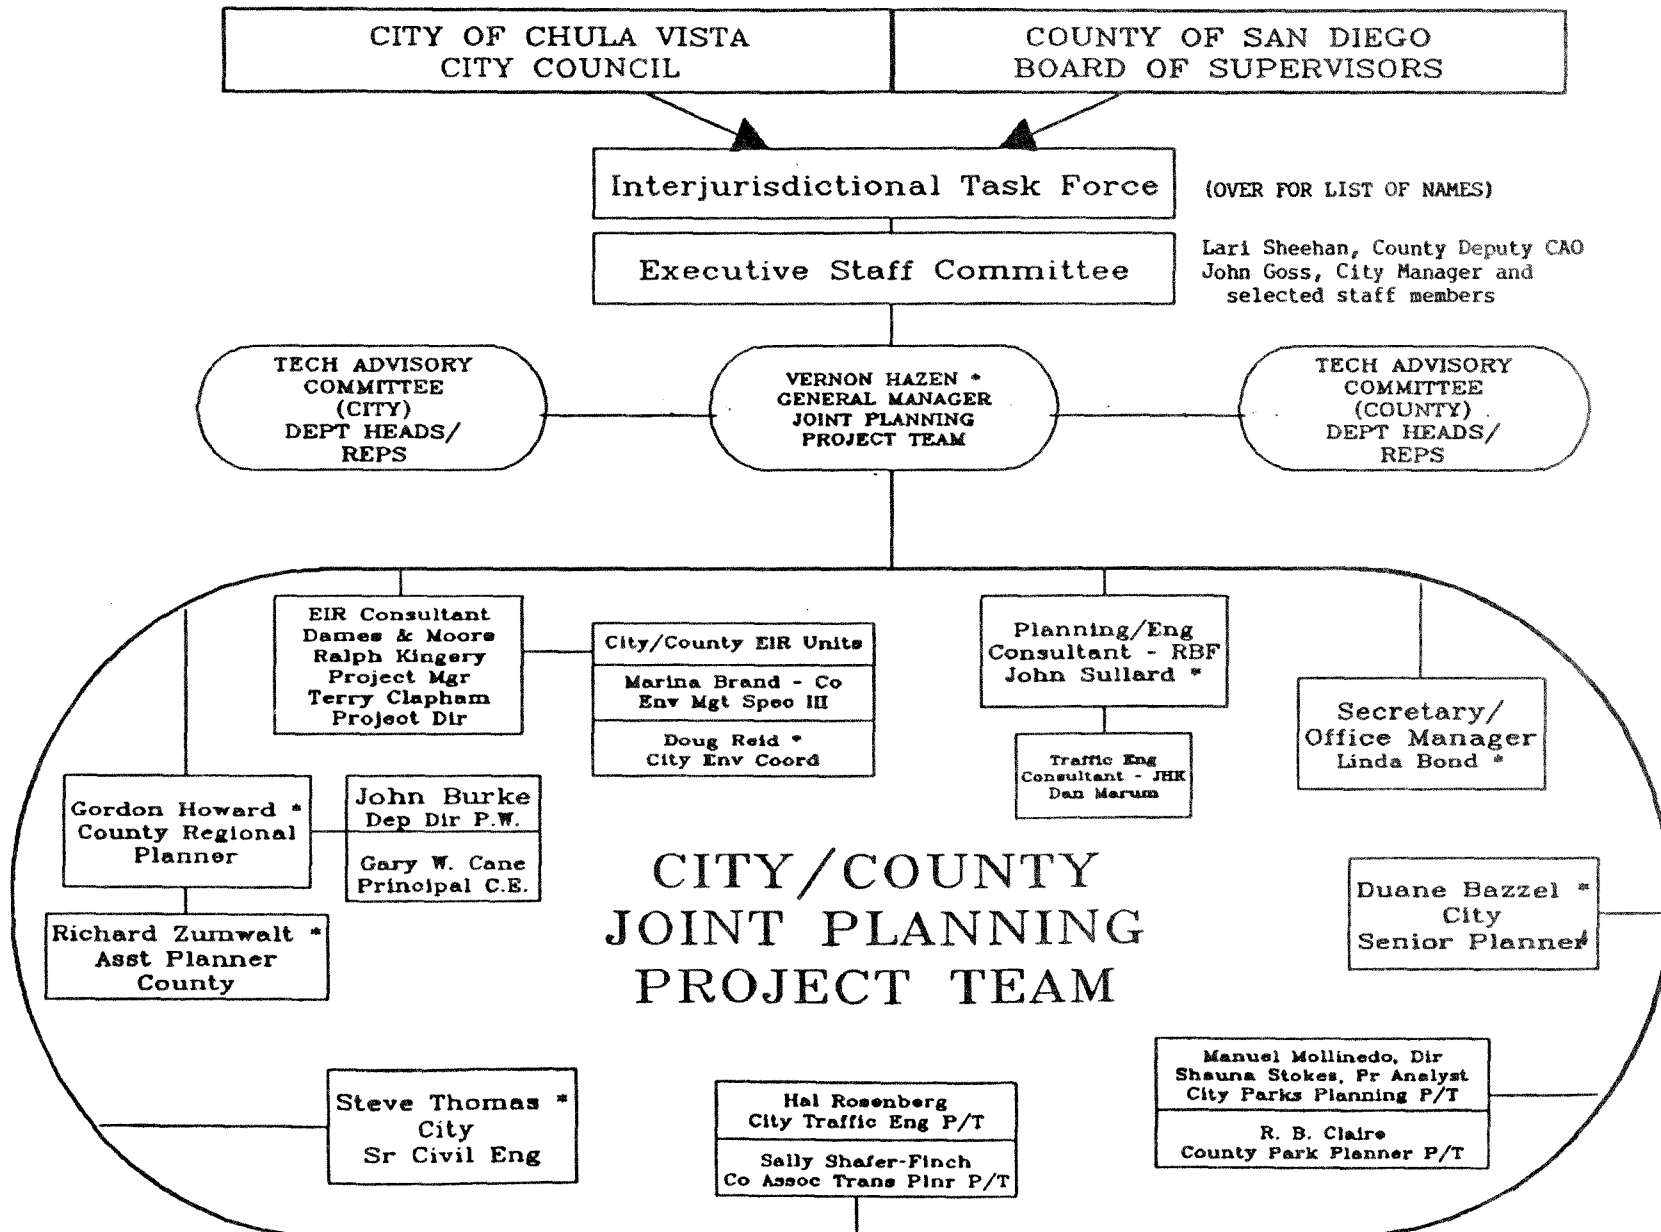 CITY OF CHULA VISTA
CITY COUNCIL
COUNTY OF SAN DIEGO
BOARD OF SUPERVISORS
Interjurisdictional Task Force
(OVER FOR LIST OF NAMES)
Executive Staff Committee
Lari Sheehan, County Deputy CAO
John Goss, City Manager and
selected staff members
TECH ADVISORY
COMMITTEE
(CITY)
DEPT HEADS/
REPS
VERNON HAZEN *
GENERAL MANAGER
JOINT PLANNING
PROJECT TEAM
TECH ADVISORY
COMMITTEE
(COUNTY)
DEPT HEADS/
REPS
EIR Consultant
Dames & Moore
Ralph Kingery
Project Mgr
Terry Clapham
Project Dir
City/County EIR Units
Marina Brand - Co
Env Mgt Spec III
Doug Reid *
City Env Coord
Planning/Eng
Consultant - RBF
John Sullard *
Traffic Eng
Consultant - JHK
Dan Marum
Secretary/
Office Manager
Linda Bond *
Gordon Howard *
County Regional
Planner
John Burke
Dep Dir P.W.
Gary W. Cane
Principal C.E.
Richard Zumwalt *
Asst Planner
County
CITY/COUNTY
JOINT PLANNING
PROJECT TEAM
Duane Bazzel *
City
Senior Planner
Steve Thomas *
City
Sr Civil Eng
Hal Rosenberg
City Traffic Eng P/T
Sally Shafer-Finch
Co Assoc Trans Plnr P/T
Manuel Mollinedo, Dir
Shauna Stokes, Pr Analyst
City Parks Planning P/T
R. B. Claire
County Park Planner P/T